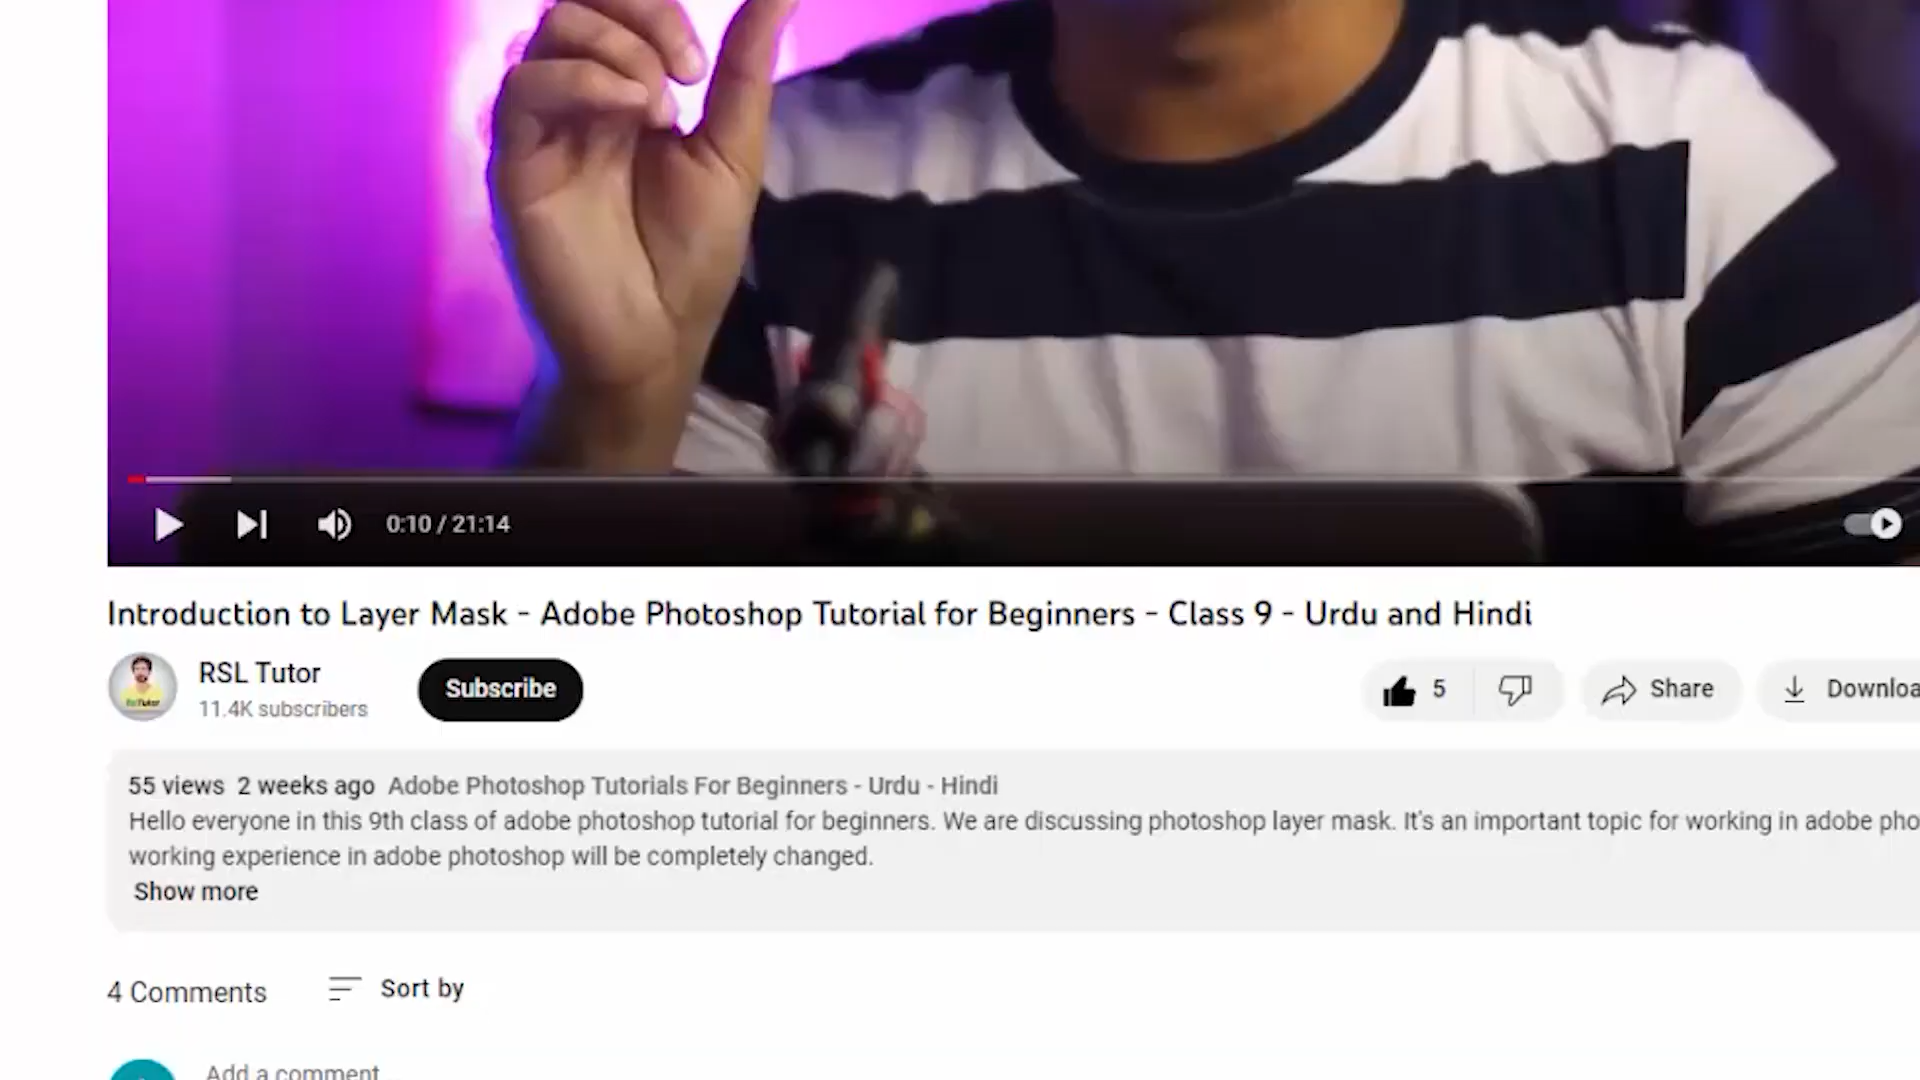 0:10 / 21:14
Introduction to Layer Mask - Adobe Photoshop Tutorial for Beginners - Class 9 - Urdu and Hindi
RSL Tutor
11.4K subscribers
Subscribe
5
Share
Downloa
55 views 2 weeks ago Adobe Photoshop Tutorials For Beginners - Urdu - Hindi
Hello everyone in this 9th class of adobe photoshop tutorial for beginners. We are discussing photoshop layer mask. It's an important topic for working in adobe pho
working experience in adobe photoshop will be completely changed.
Show more
4 Comments
Sort by
Add a comment